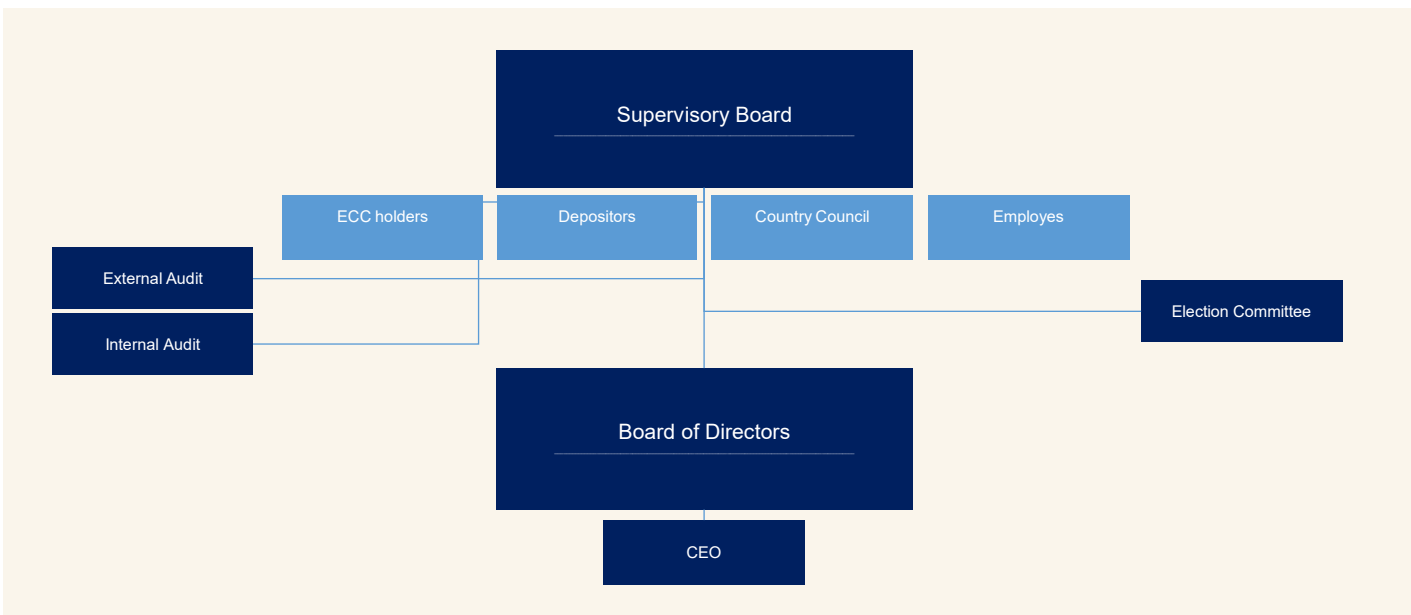 Supervisory Board
ECC holders
Depositors
Country Council
Employes
External Audit
Internal Audit
Election Committee
Board of Directors
CEO